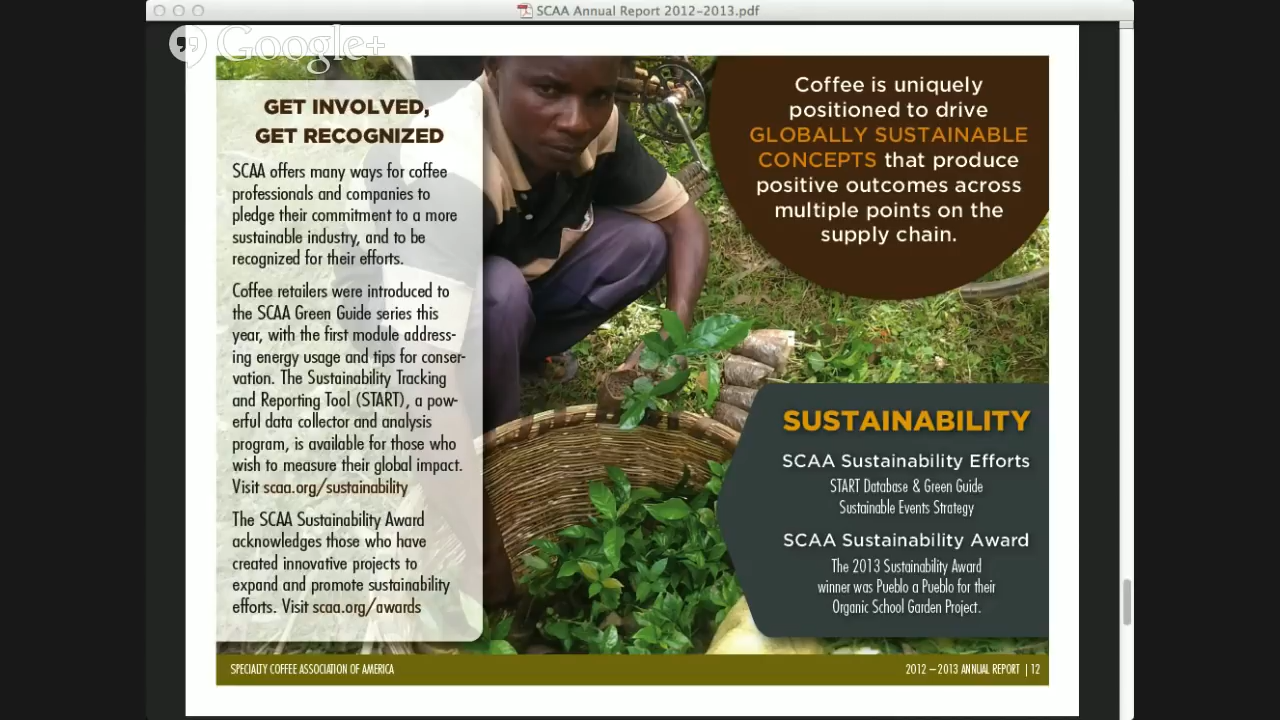 SCAA Annual Report 2012-2013.pdf
Google+
GET INVOLVED,
GET RECOGNIZED
SCAA offers many ways for coffee
professionals and companies to
pledge their commitment to a more
sustainable industry, and to be
recognized for their efforts.
Coffee retailers were introduced to
the SCAA Green Guide series this
year, with the first module address-
ing energy usage and tips for conser-
vation. The Sustainability Tracking
and Reporting Tool (START), a pow-
erful data collector and analysis
program, is available for those who
wish to measure their global impact.
Visit scaa.org/sustainability
The SCAA Sustainability Award
acknowledges those who have
created innovative projects to
expand and promote sustainability
efforts. Visit scaa.org/awards
Coffee is uniquely
positioned to drive
GLOBALLY SUSTAINABLE
CONCEPTS that produce
positive outcomes across
multiple points on the
supply chain.
SUSTAINABILITY
SCAA Sustainability Efforts
START Database & Green Guide
Sustainable Events Strategy
SCAA Sustainability Award
The 2013 Sustainability Award
winner was Pueblo a Pueblo for their
Organic School Garden Project.
SPECIALTY COFFEE ASSOCIATION OF AMERICA
2012 – 2013 ANNUAL REPORT | 12